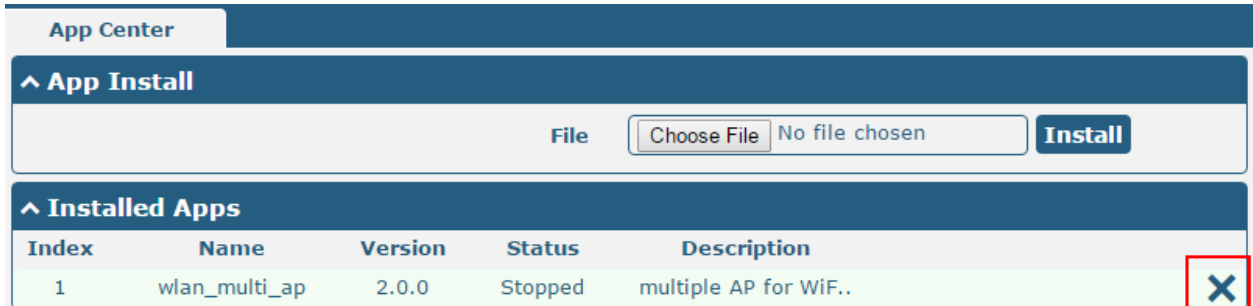 App Center
App Install
File Choose File No file chosen Install
Installed Apps
Index Name Version Status Description
1 wlan_multi_ap 2.0.0 Stopped multiple AP for WiF..